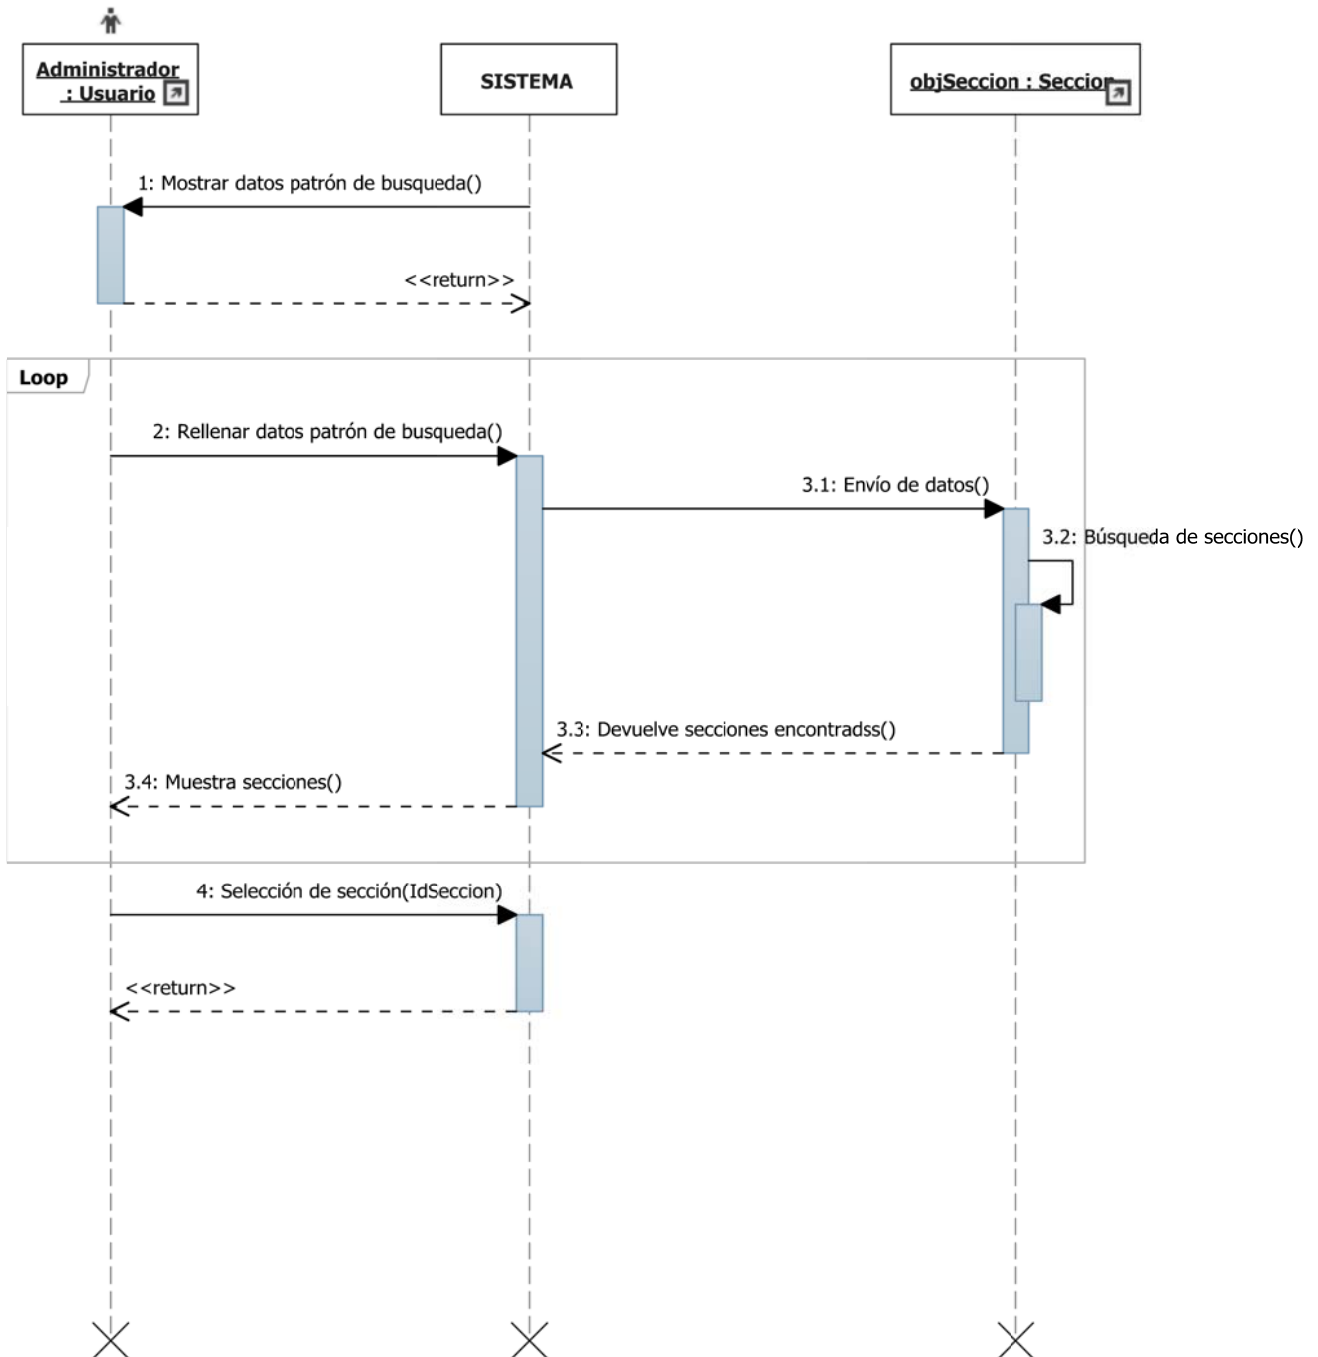 Administrador
: Usuario
SISTEMA
objSeccion : Seccion
1: Mostrar datos patrón de busqueda()
<<return>>
Loop
2: Rellenar datos patrón de busqueda()
3.1: Envío de datos()
3.2: Búsqueda de secciones()
3.3: Devuelve secciones encontradss()
3.4: Muestra secciones()
4: Selección de sección(IdSeccion)
<<return>>